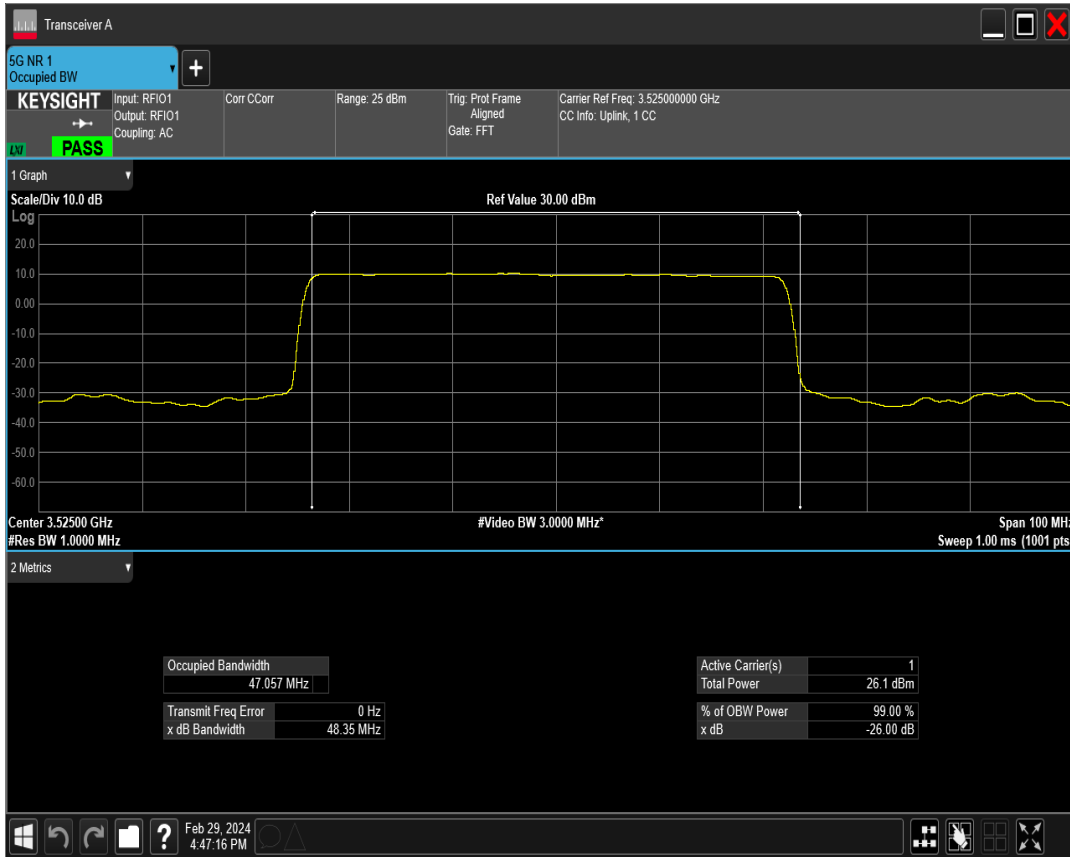 Transceiver A
5G NR 1
Occupied BW
+
KEYSIGHT
LXI
PASS
Input: RFIO1
Output: RFIO1
Coupling: AC
Corr CCorr
Range: 25 dBm
Trig: Prot Frame
Aligned
Gate: FFT
Carrier Ref Freq: 3.525000000 GHz
CC Info: Uplink, 1 CC
1 Graph
Scale/Div 10.0 dB
Ref Value 30.00 dBm
Log
20.0
10.0
0.00
-10.0
-20.0
-30.0
-40.0
-50.0
-60.0
Center 3.52500 GHz
#Video BW 3.0000 MHz*
Span 100 MHz
#Res BW 1.0000 MHz
Sweep 1.00 ms (1001 pts
2 Metrics
Occupied Bandwidth
47.057 MHz
Transmit Freq Error 0 Hz
x dB Bandwidth 48.35 MHz
Active Carrier(s) 1
Total Power 26.1 dBm
% of OBW Power 99.00 %
x dB -26.00 dB
?
Feb 29, 2024
4:47:16 PM